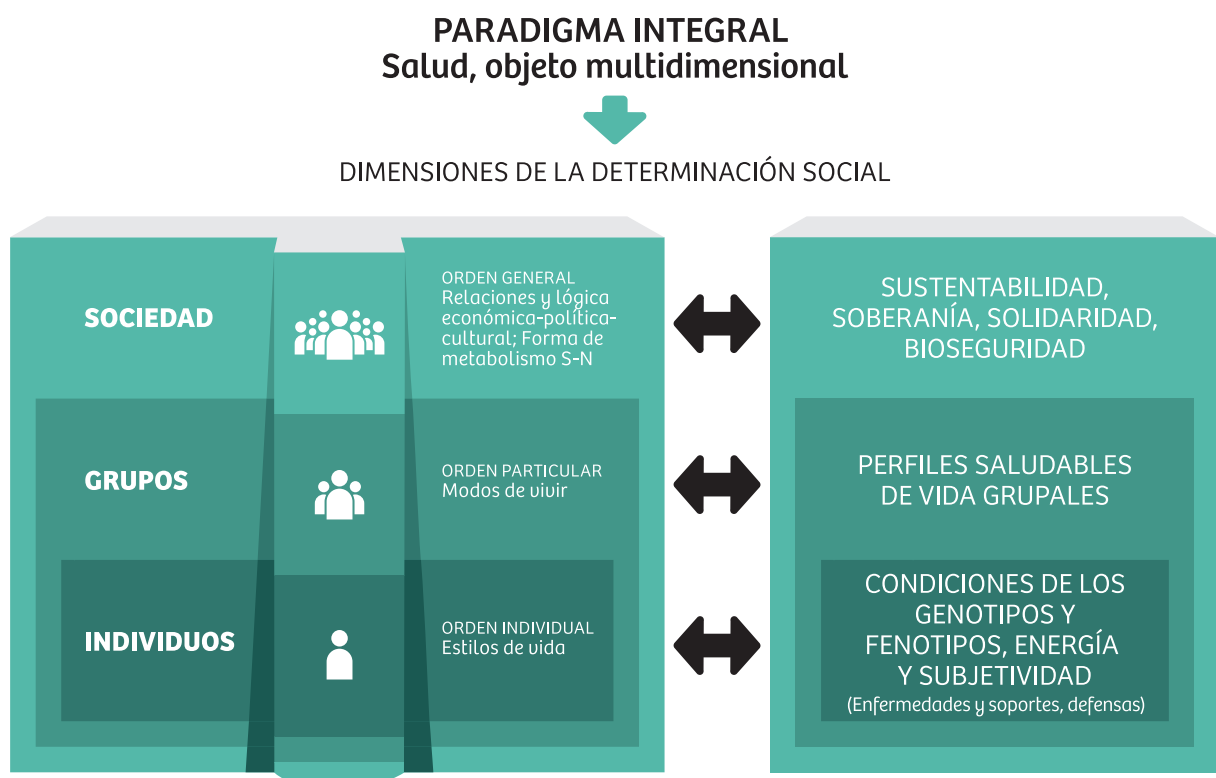 PARADIGMA INTEGRAL
Salud, objeto multidimensional
DIMENSIONES DE LA DETERMINACIÓN SOCIAL
SOCIEDAD
ORDEN GENERAL
Relaciones y lógica
económica-política-
cultural; Forma de
metabolismo S-N
SUSTENTABILIDAD,
SOBERANÍA, SOLIDARIDAD,
BIOSEGURIDAD
GRUPOS
ORDEN PARTICULAR
Modos de vivir
PERFILES SALUDABLES
DE VIDA GRUPALES
INDIVIDUOS
ORDEN INDIVIDUAL
Estilos de vida
CONDICIONES DE LOS
GENOTIPOS Y
FENOTIPOS, ENERGÍA
Y SUBJETIVIDAD
(Enfermedades y soportes, defensas)